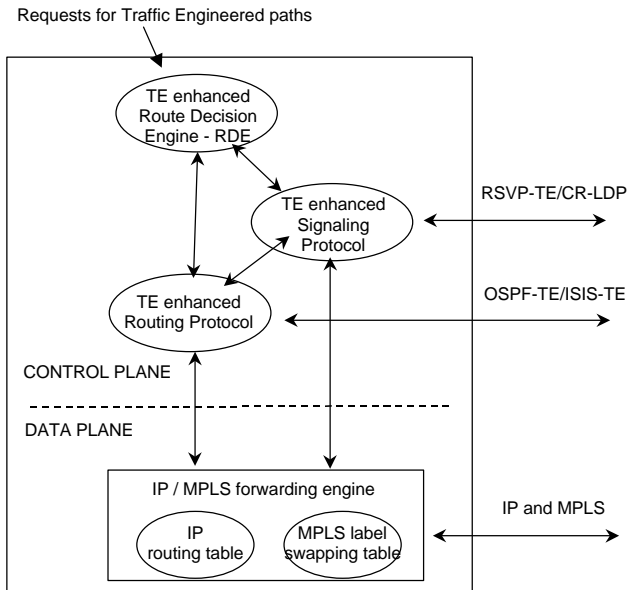 Requests for Traffic Engineered paths
TE enhanced
Route Decision
Engine - RDE
TE enhanced
Signaling
Protocol
RSVP-TE/CR-LDP
TE enhanced
Routing Protocol
OSPF-TE/ISIS-TE
CONTROL PLANE
DATA PLANE
IP / MPLS forwarding engine
IP
routing table
MPLS label
swapping table
IP and MPLS